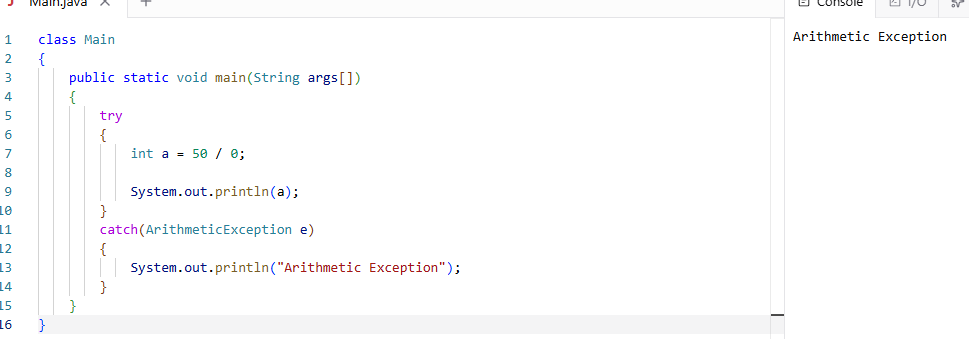 Main.java
Console
I/O
1 class Main
2 {
3 public static void main(String args[])
4 {
5 try
6 {
7 int a = 50 / 0;
8
9 System.out.println(a);
10 }
11 catch(ArithmeticException e)
12 {
13 System.out.println("Arithmetic Exception");
14 }
15 }
16 }
Arithmetic Exception